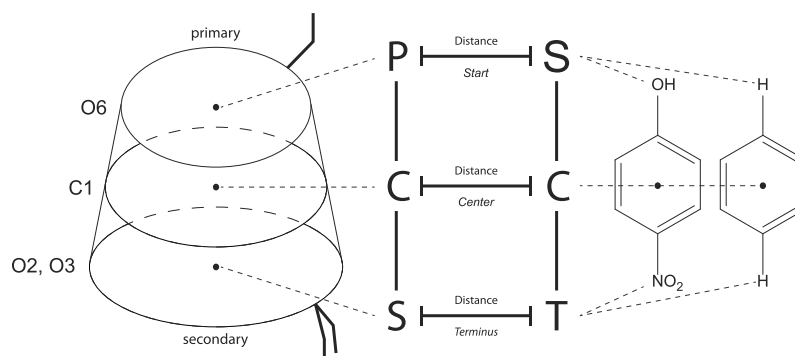 primary
O6
C1
O2, O3
secondary
P
Distance
Start
S
C
Distance
Center
C
S
Distance
Terminus
T
OH
H
NO2
H